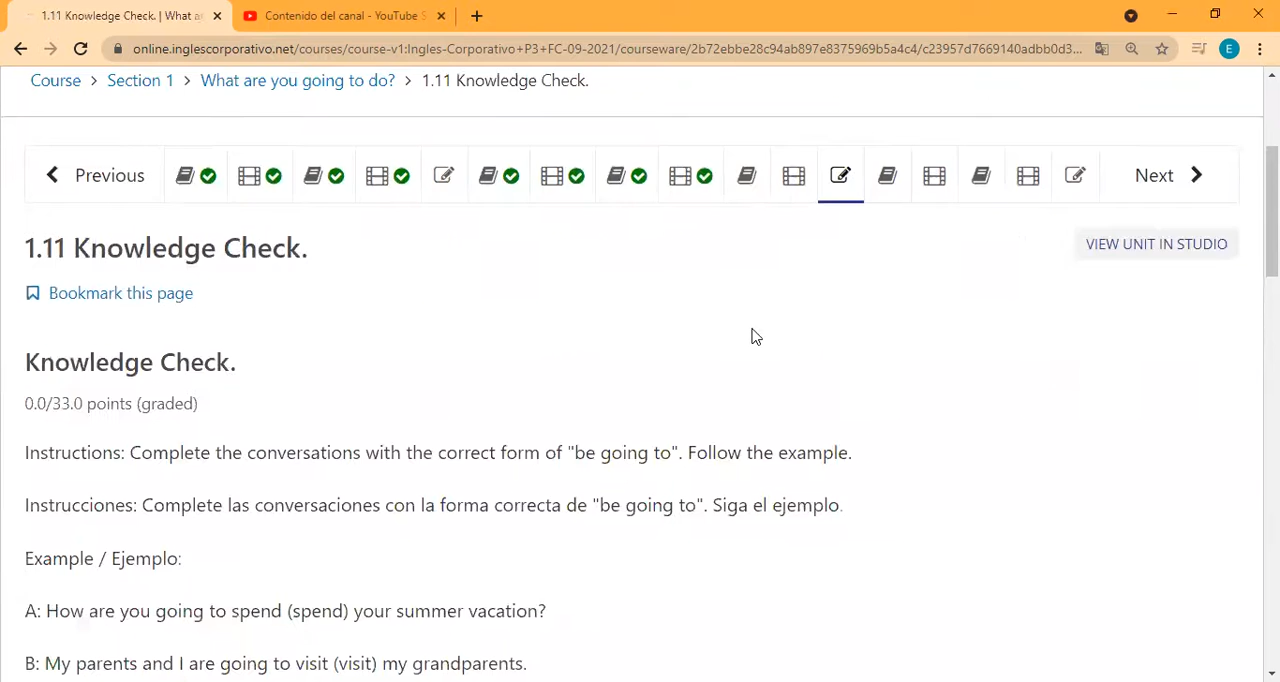 1.11 Knowledge Check. | What a
Contenido del canal - YouTube S
online.inglescorporativo.net/courses/course-v1:Ingles-Corporativo+P3+FC-09-2021/courseware/2b72ebbe28c94ab897e8375969b5a4c4/c23957d7669140adbb0d3...
E
Course > Section 1 > What are you going to do? > 1.11 Knowledge Check.
Previous
Next
1.11 Knowledge Check.
VIEW UNIT IN STUDIO
Bookmark this page
Knowledge Check.
0.0/33.0 points (graded)
Instructions: Complete the conversations with the correct form of "be going to". Follow the example.
Instrucciones: Complete las conversaciones con la forma correcta de "be going to". Siga el ejemplo.
Example / Ejemplo:
A: How are you going to spend (spend) your summer vacation?
B: My parents and I are going to visit (visit) my grandparents.